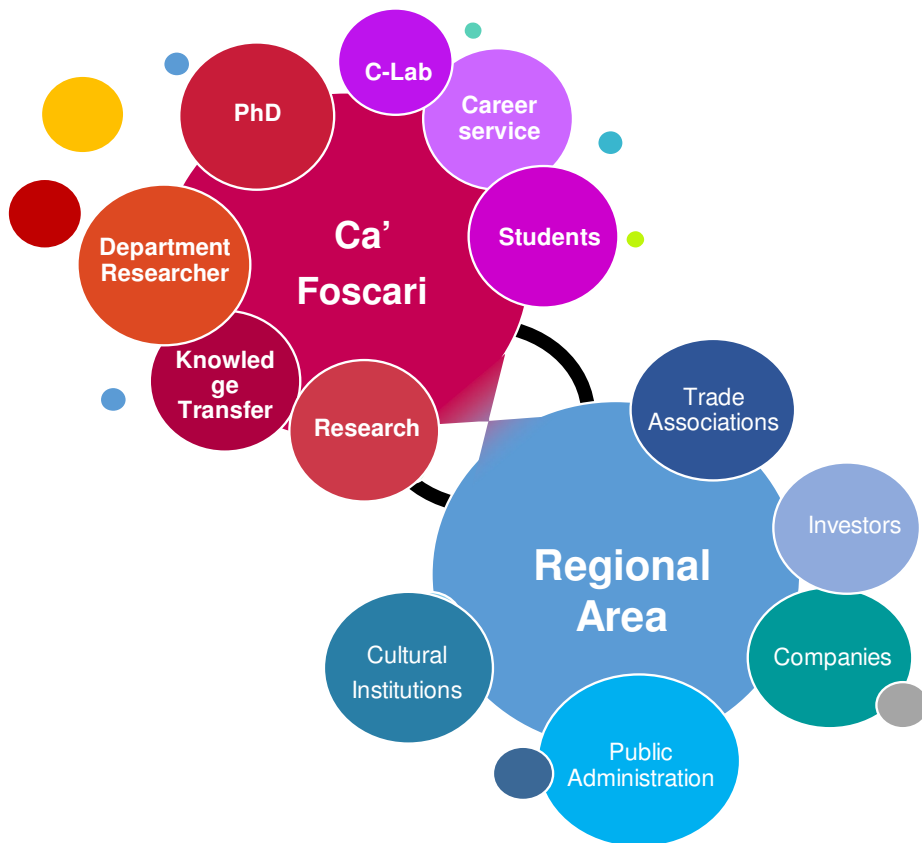 C-Lab
PhD
Career
service
Ca’
Foscari
Students
Department
Researcher
Knowled
ge
Transfer
Research
Trade
Associations
Investors
Regional
Area
Companies
Cultural
Institutions
Public
Administration